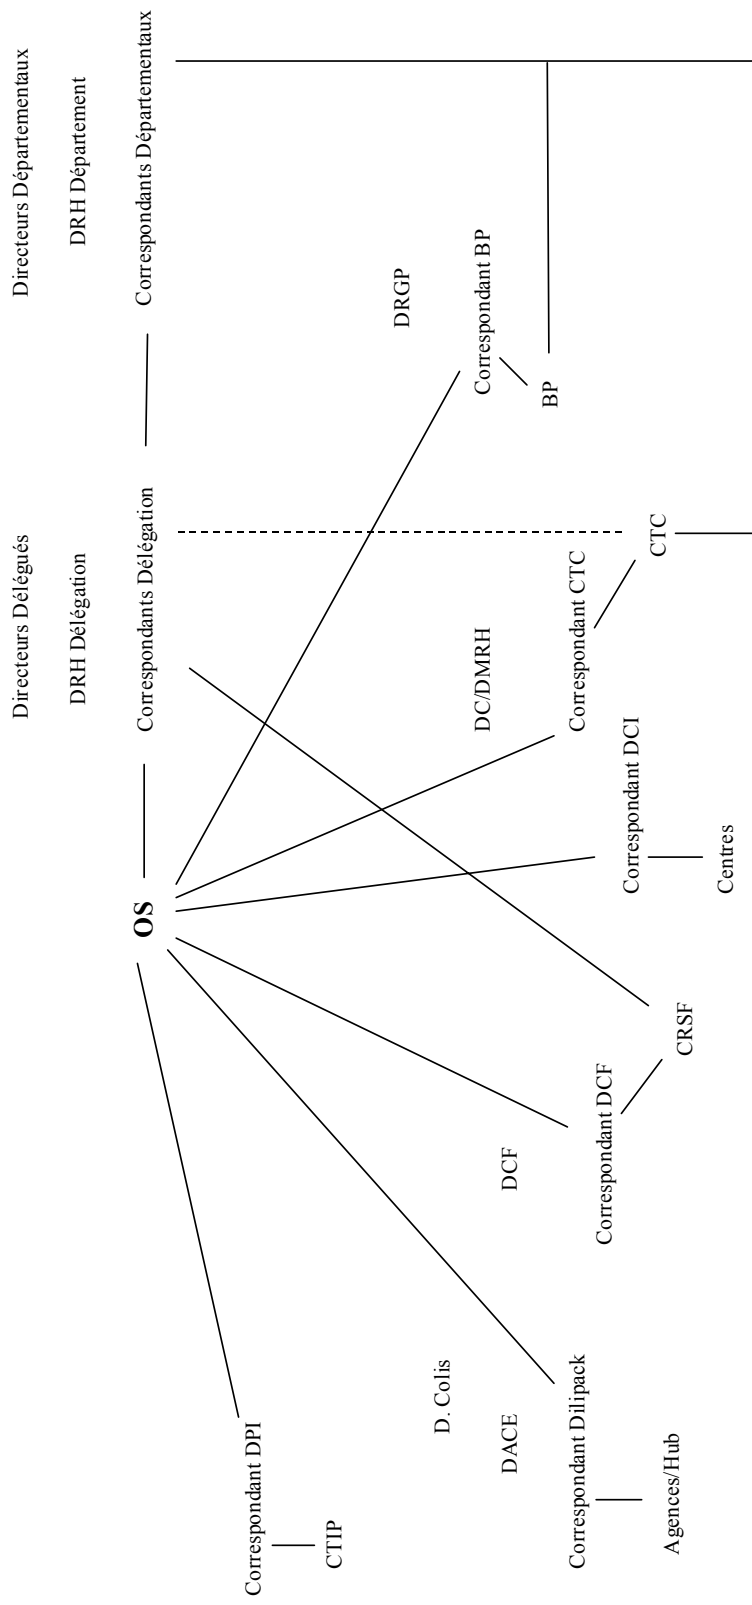 Directeurs Délégués
Directeurs Départementaux
DRH Délégation
DRH Département
OS
Correspondants Délégation
Correspondants Départementaux
Correspondant DPI
CTIP
DRGP
D. Colis
DC/DMRH
Correspondant BP
DACE
DCF
BP
Correspondant Dilipack
Correspondant CTC
Correspondant DCF
Correspondant DCI
CTC
Agences/Hub
CRSF
Centres